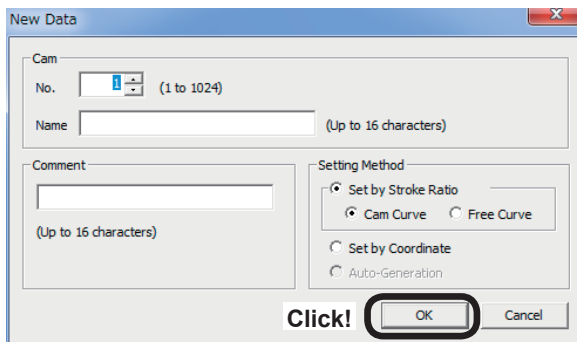 New Data
Cam
No. 1 (1 to 1024)
Name (Up to 16 characters)
Comment
(Up to 16 characters)
Setting Method
Set by Stroke Ratio
Cam Curve Free Curve
Set by Coordinate
Auto-Generation
Click! OK Cancel